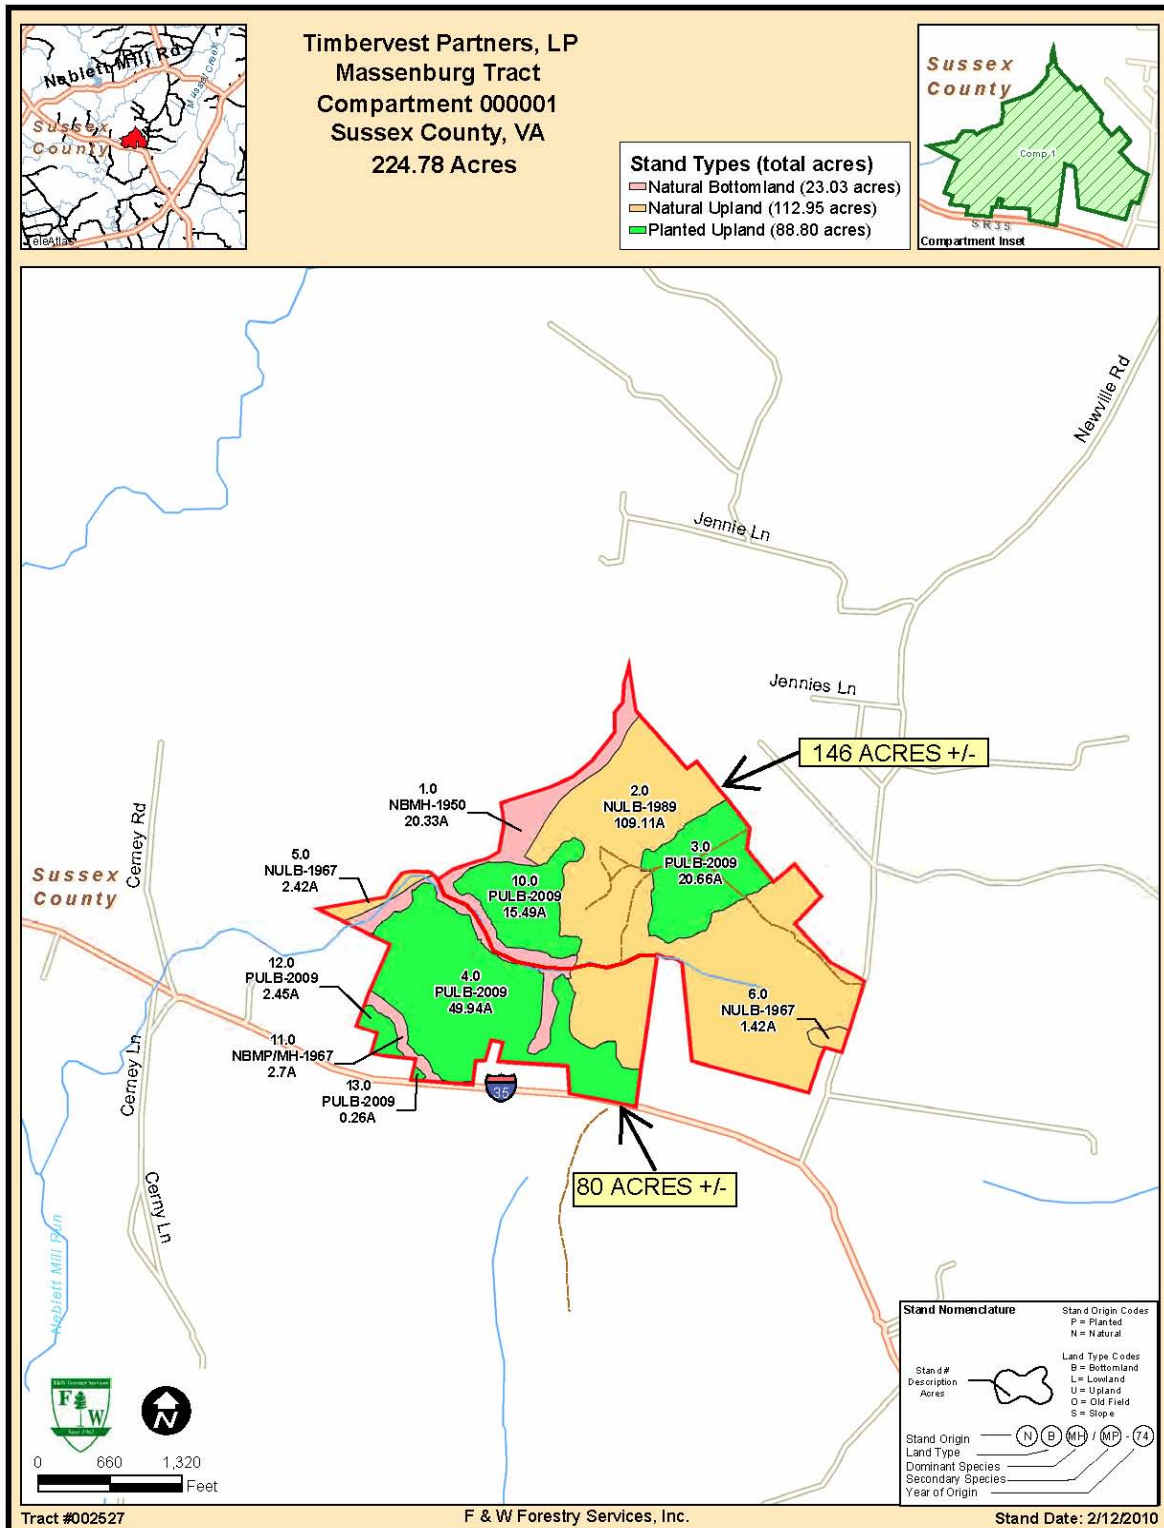 Neblett Mill Rd
Mussel Creek
Sussex
County
TeleAtlas
Timbervest Partners, LP
Massenburg Tract
Compartment 000001
Sussex County, VA
224.78 Acres
Stand Types (total acres)
Natural Bottomland (23.03 acres)
Natural Upland (112.95 acres)
Planted Upland (88.80 acres)
Sussex
County
Comp.1
SR35
Compartment Inset
Newville Rd
Jennie Ln
Jennies Ln
146 ACRES +/-
1.0
NBMH-1950
20.33A
2.0
NULB-1989
109.11A
3.0
PULB-2009
20.66A
5.0
NULB-1967
2.42A
10.0
PULB-2009
15.49A
Cerney Rd
Sussex
County
12.0
PULB-2009
2.45A
4.0
PULB-2009
49.94A
6.0
NULB-1967
1.42A
11.0
NBMP/MH-1967
2.7A
13.0
PULB-2009
0.26A
35
Cerney Ln
80 ACRES +/-
Cerny Ln
Neblett Mill Run
Stand Nomenclature
Stand Origin Codes
P = Planted
N = Natural
Land Type Codes
B = Bottomland
L = Lowland
U = Upland
O = Old Field
S = Slope
Stand #
Description
Acres
N B MH / MP - 74
Stand Origin
Land Type
Dominant Species
Secondary Species
Year of Origin
F W
N
0 660 1,320
Feet
Tract #002527
F & W Forestry Services, Inc.
Stand Date: 2/12/2010